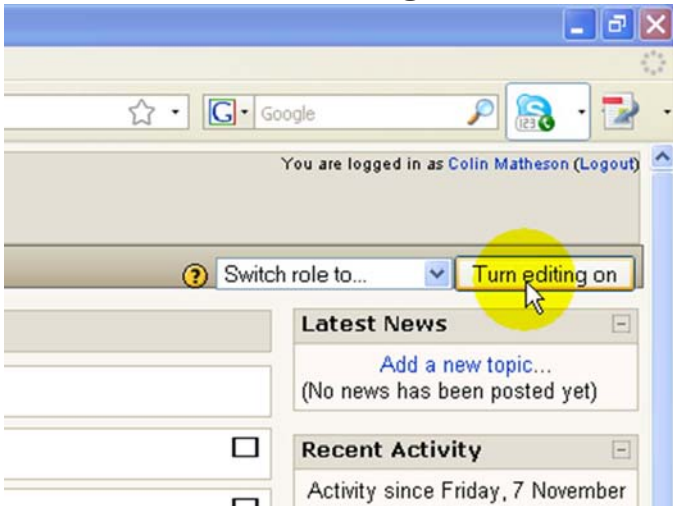 G Google
123
You are logged in as Colin Matheson (Logout)
? Switch role to... Turn editing on
Latest News
Add a new topic...
(No news has been posted yet)
Recent Activity
Activity since Friday, 7 November